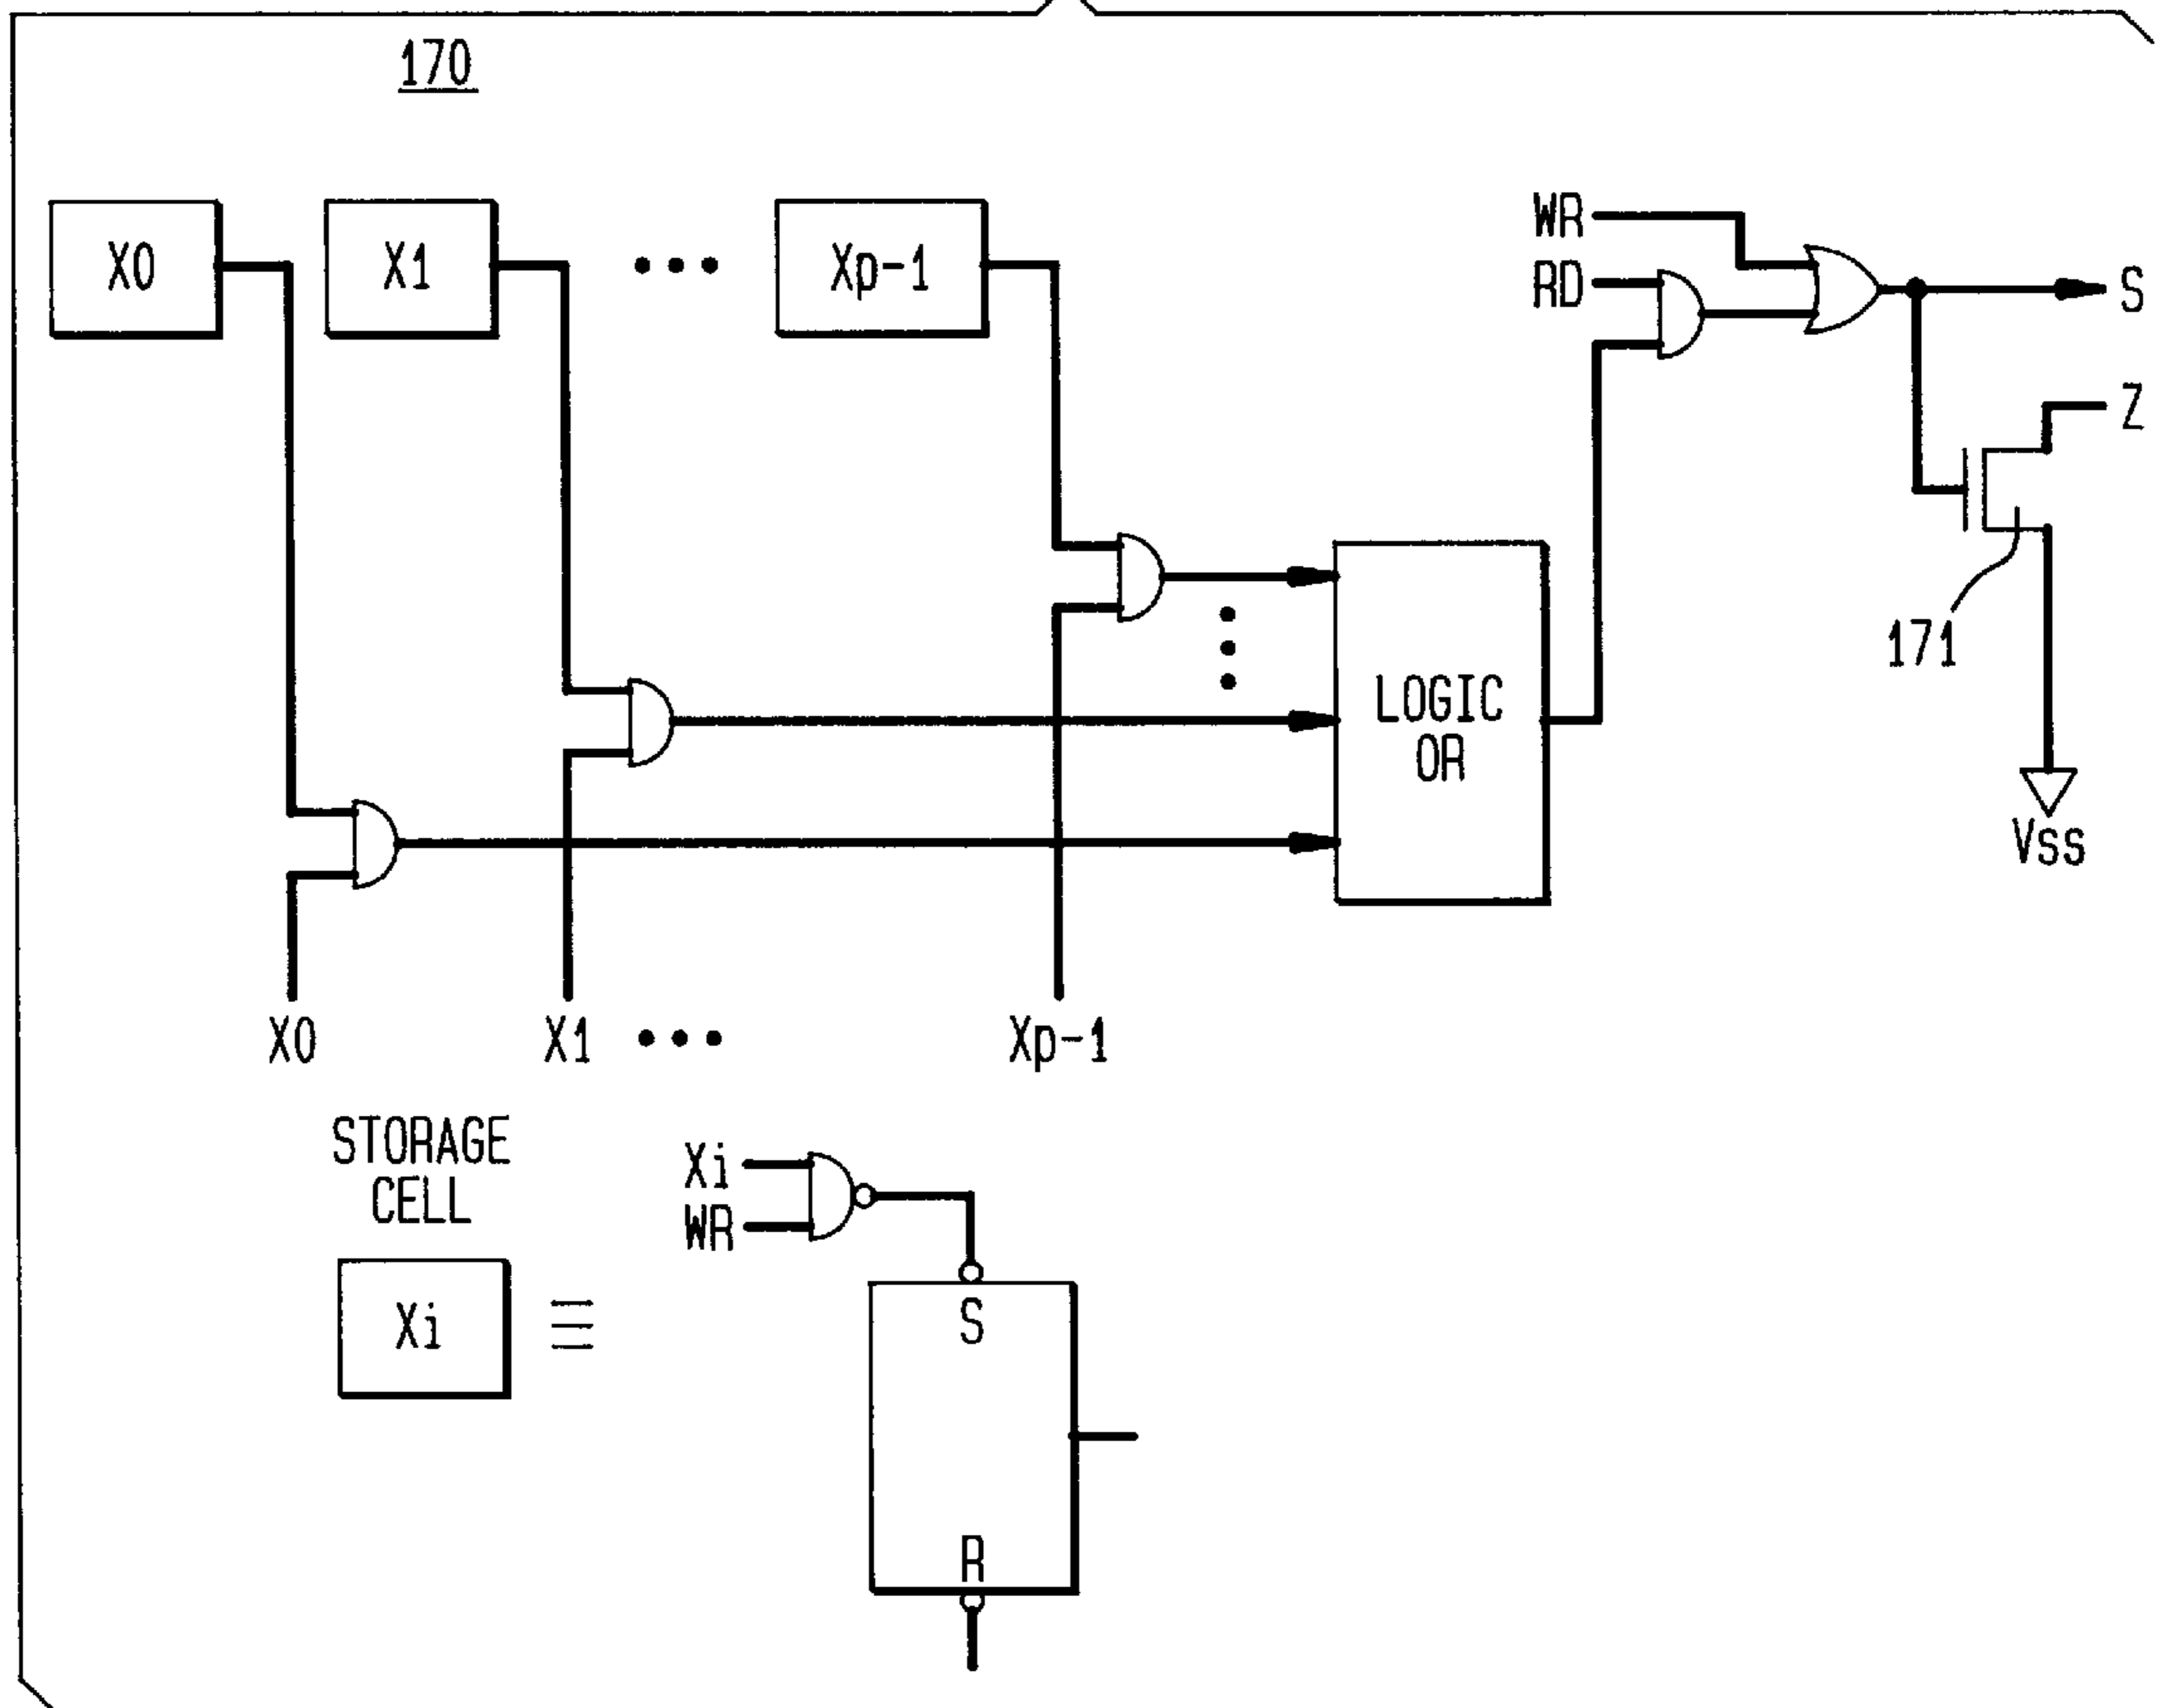 170
X0 X1 ••• Xp-1
WR
RD
S
Z
171
LOGIC
OR
Vss
X0 X1 ••• Xp-1
STORAGE
CELL
Xi
WR
Xi ≡
S
R